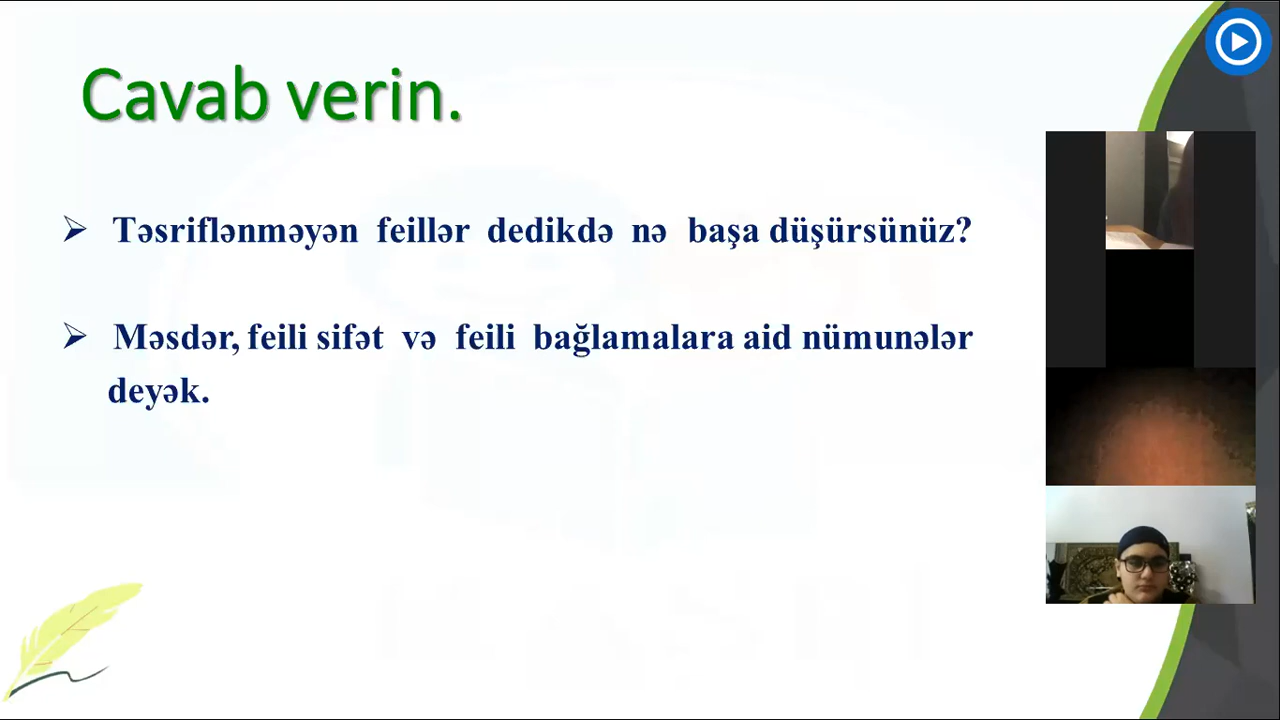 Cavab verin.
Təsriflənməyən feillər dedikdə nə başa düşürsünüz?
Məsdər, feili sifət və feili bağlamalara aid nümunələr
deyək.